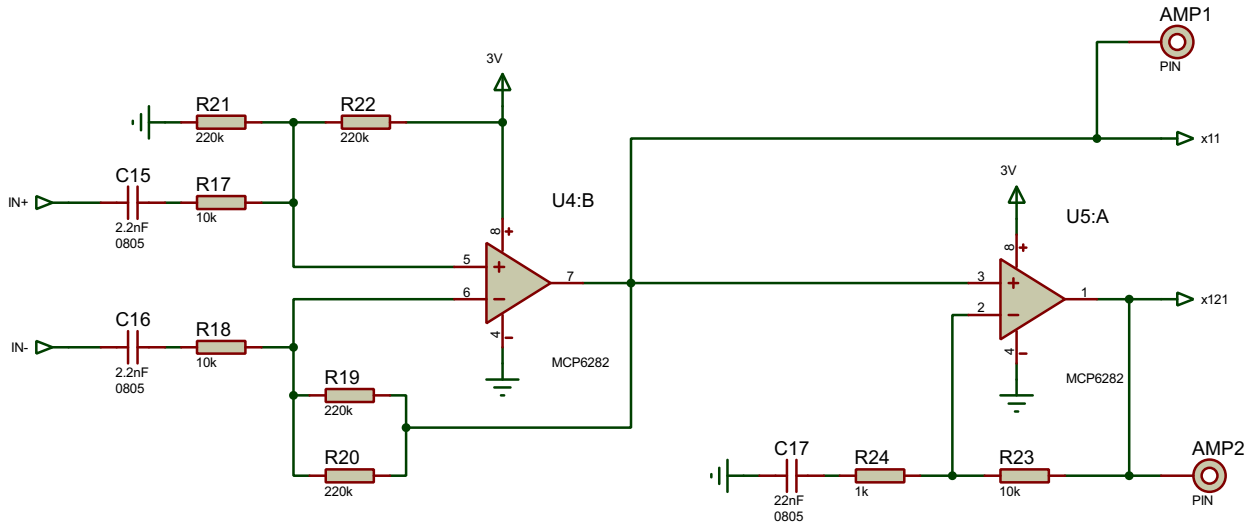 AMP1
PIN
3V
R21
220k
R22
220k
x11
C15
2.2nF
0805
R17
10k
IN+
U4:B
3V
U5:A
8
+
5
+
6
−
7
4
−
MCP6282
8
+
3
+
2
−
1
4
−
MCP6282
x121
C16
2.2nF
0805
R18
10k
IN-
R19
220k
R20
220k
C17
22nF
0805
R24
1k
R23
10k
AMP2
PIN